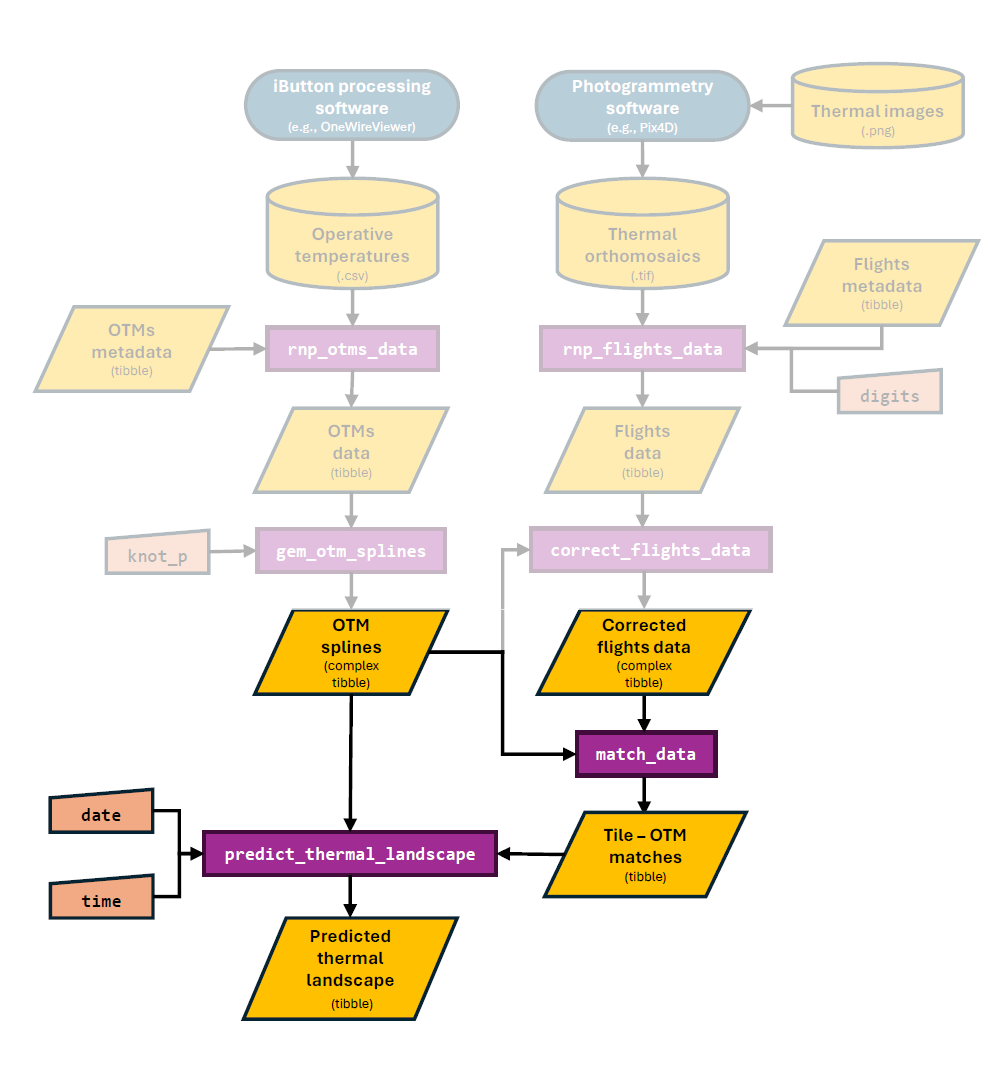 iButton processing
software
(e.g., OneWireViewer)
Photogrammetry
software
(e.g., Pix4D)
Thermal images
(.png)
Operative
temperatures
(.csv)
Thermal
orthomosaics
(.tif)
Flights
metadata
(tibble)
OTMs
metadata
(tibble)
rnp_otms_data
rnp_flights_data
digits
OTMs
data
(tibble)
Flights
data
(tibble)
knot_p
gem_otm_splines
correct_flights_data
OTM
splines
(complex
tibble)
Corrected
flights data
(complex
tibble)
match_data
date
time
predict_thermal_landscape
Tile – OTM
matches
(tibble)
Predicted
thermal
landscape
(tibble)